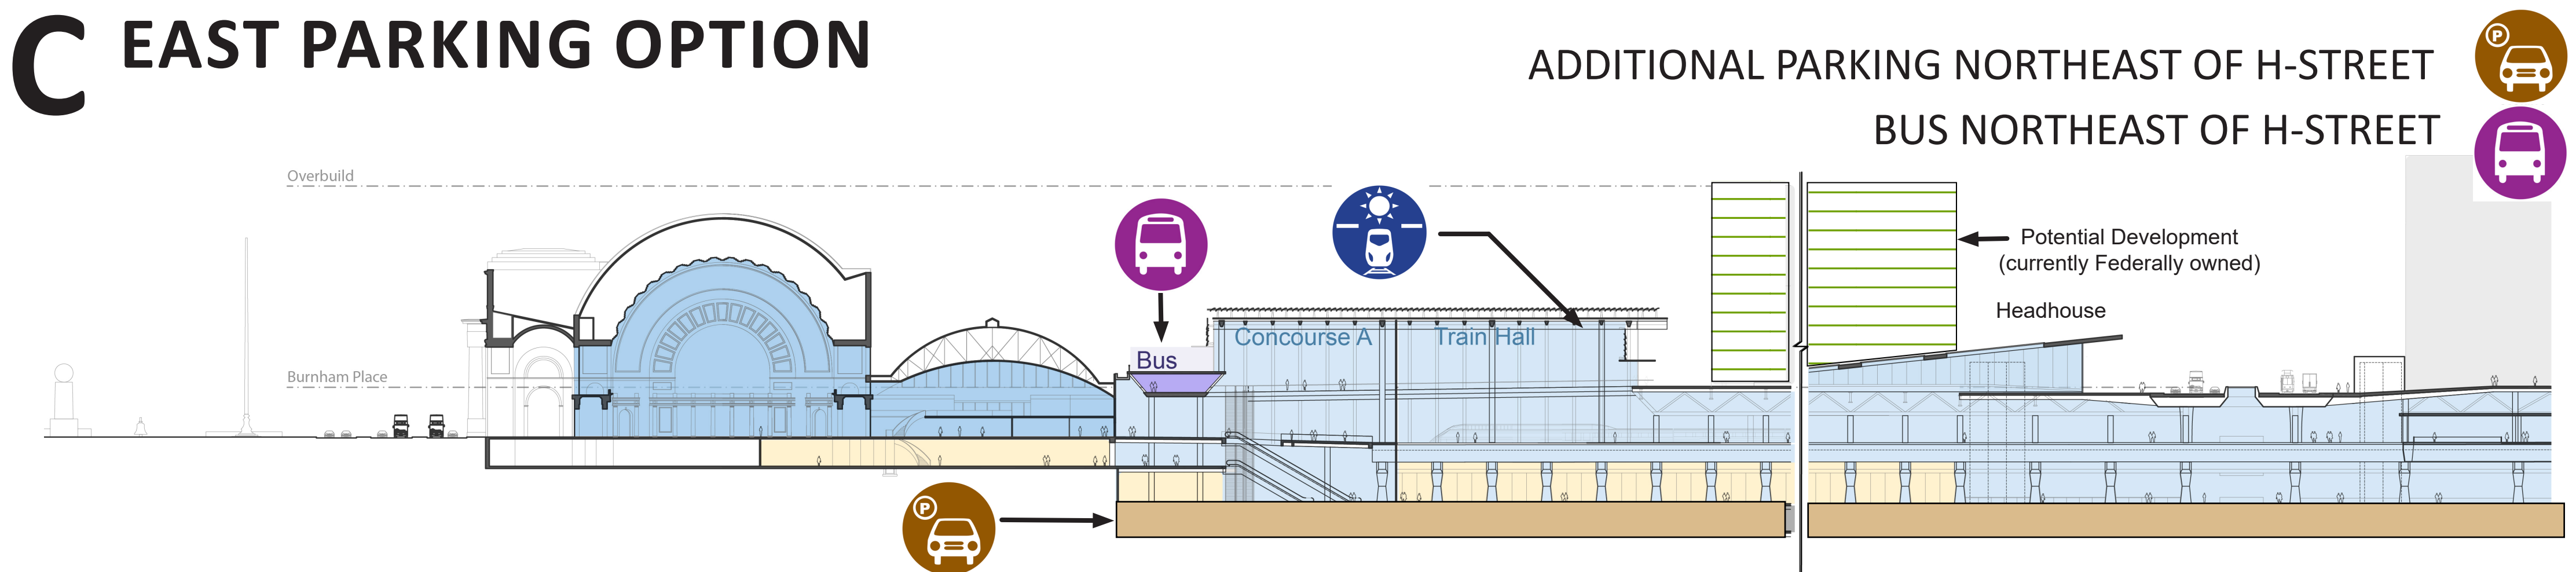 C EAST PARKING OPTION
ADDITIONAL PARKING NORTHEAST OF H-STREET
P
BUS NORTHEAST OF H-STREET
Overbuild
Potential Development
(currently Federally owned)
Headhouse
Concourse A
Train Hall
Bus
Burnham Place
P